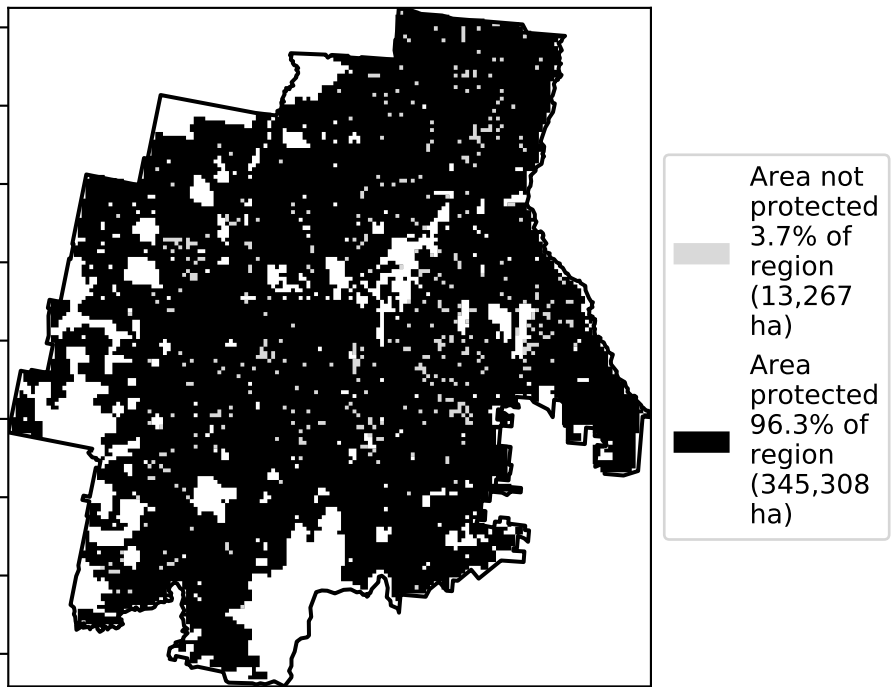 Area not
protected
3.7% of
region
(13,267
ha)
Area
protected
96.3% of
region
(345,308
ha)